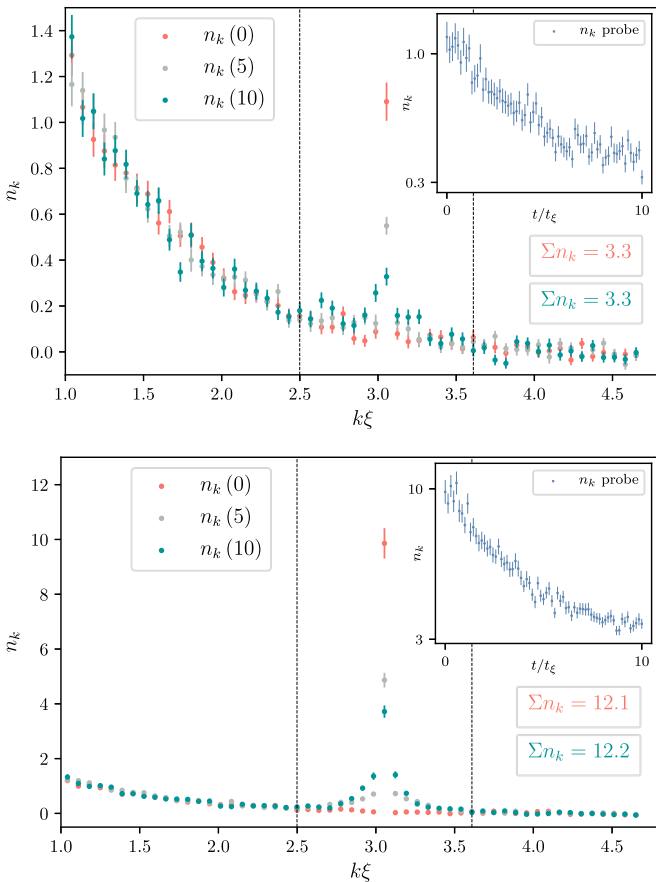 1.4
1.2
1.0
0.8
0.6
0.4
0.2
0.0
n_k
n_k (0)
n_k (5)
n_k (10)
1.0
0.3
n_k
n_k probe
0
10
t/t_ξ
Σn_k = 3.3
Σn_k = 3.3
1.0 1.5 2.0 2.5 3.0 3.5 4.0 4.5
kξ
12
10
8
6
4
2
0
n_k
n_k (0)
n_k (5)
n_k (10)
10
3
n_k
n_k probe
0
10
t/t_ξ
Σn_k = 12.1
Σn_k = 12.2
1.0 1.5 2.0 2.5 3.0 3.5 4.0 4.5
kξ